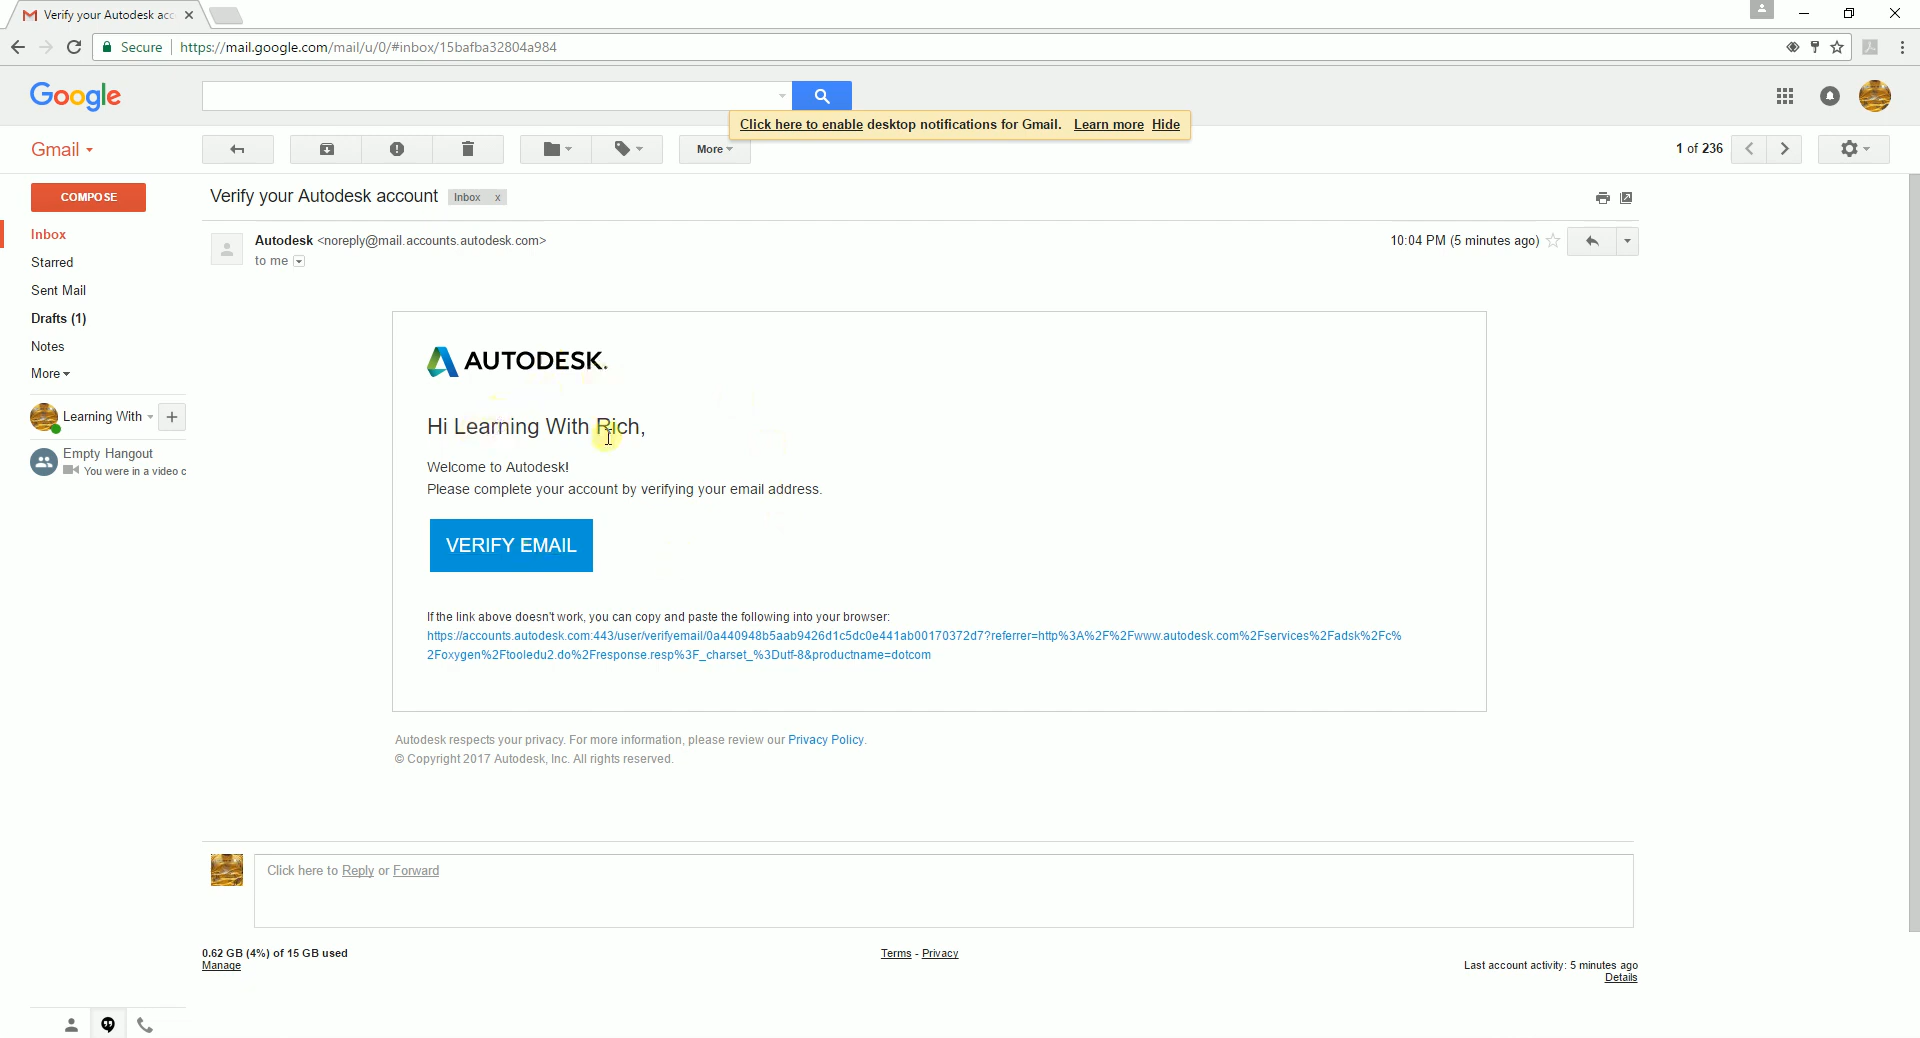 Verify your Autodesk acc
Secure
https://mail.google.com/mail/u/0/#inbox/15bafba32804a984
Google
Click here to enable desktop notifications for Gmail. Learn more Hide
Gmail
More
1 of 236
COMPOSE
Verify your Autodesk account
Inbox x
Inbox
Starred
Sent Mail
Drafts (1)
Notes
More
Autodesk <noreply@mail.accounts.autodesk.com>
to me
10:04 PM (5 minutes ago)
Learning With
Empty Hangout
You were in a video c
AUTODESK.
Hi Learning With Rich,
Welcome to Autodesk!
Please complete your account by verifying your email address.
VERIFY EMAIL
If the link above doesn't work, you can copy and paste the following into your browser:
https://accounts.autodesk.com:443/user/verifyemail/0a440948b5aab9426d1c5dc0e441ab00170372d7?referrer=http%3A%2F%2Fwww.autodesk.com%2Fservices%2Fadsk%2Fc%
2Foxygen%2Ftooledu2.do%2Fresponse.resp%3F_charset_%3Dutf-8&productname=dotcom
Autodesk respects your privacy. For more information, please review our Privacy Policy.
© Copyright 2017 Autodesk, Inc. All rights reserved.
Click here to Reply or Forward
0.62 GB (4%) of 15 GB used
Manage
Terms - Privacy
Last account activity: 5 minutes ago
Details